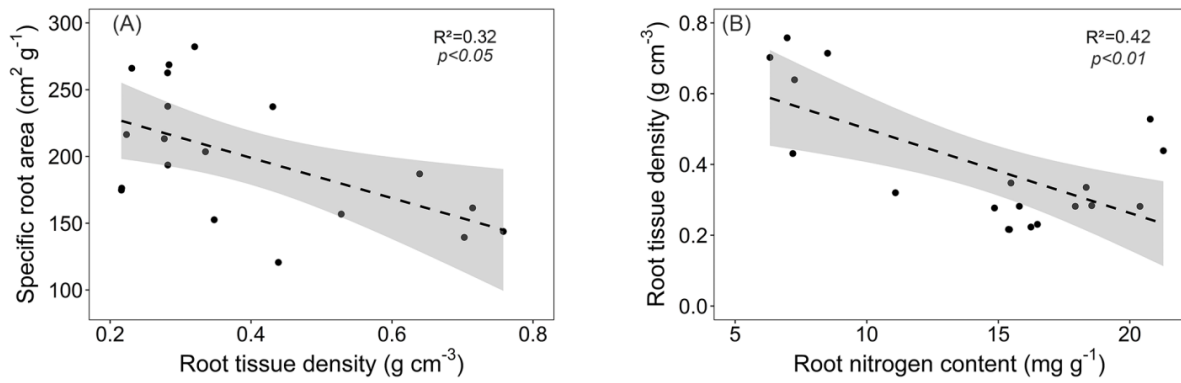 (A)
R²=0.32
p<0.05
Specific root area (cm² g⁻¹)
300
250
200
150
100
0.2 0.4 0.6 0.8
Root tissue density (g cm⁻³)
(B)
R²=0.42
p<0.01
Root tissue density (g cm⁻³)
0.8
0.6
0.4
0.2
0.0
5 10 15 20
Root nitrogen content (mg g⁻¹)